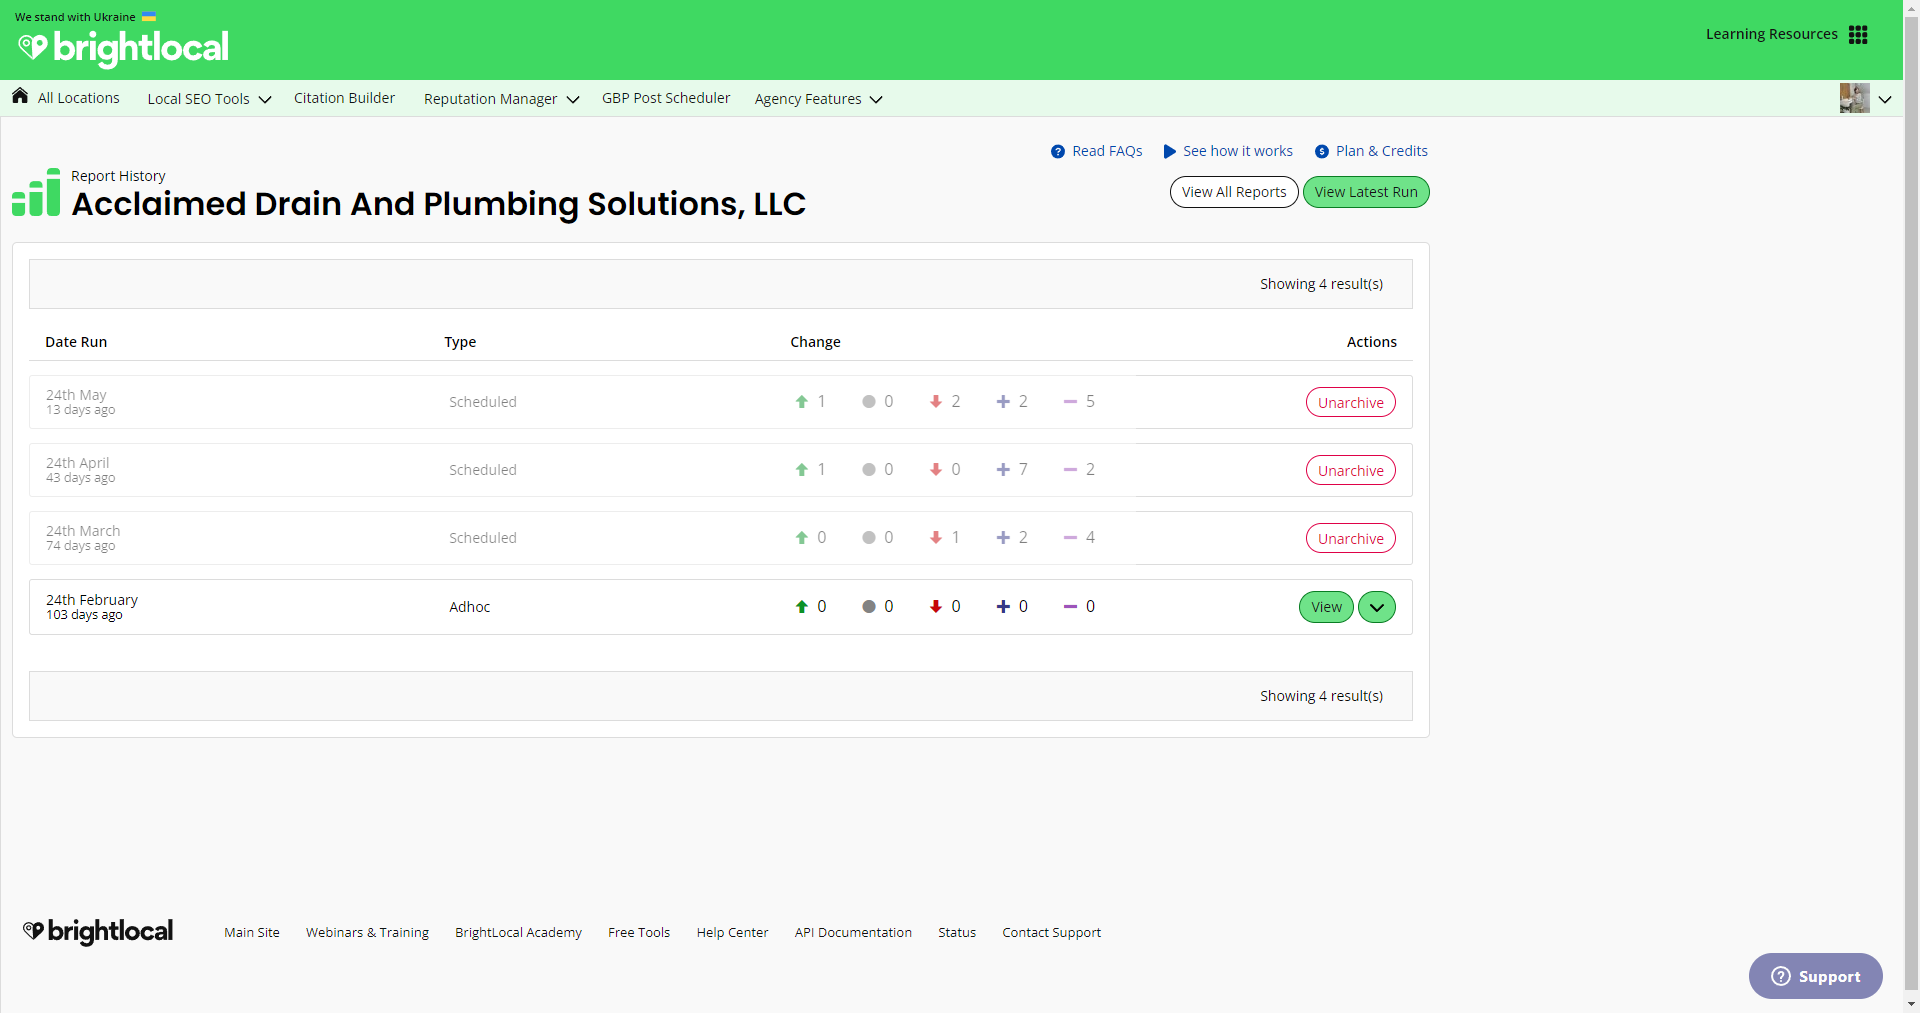 We stand with Ukraine
brightlocal
Learning Resources
All Locations
Local SEO Tools
Citation Builder
Reputation Manager
GBP Post Scheduler
Agency Features
Read FAQs
See how it works
Plan & Credits
Report History
Acclaimed Drain And Plumbing Solutions, LLC
View All Reports
View Latest Run
Showing 4 result(s)
Date Run Type Change Actions
24th May
13 days ago
Scheduled 1 0 2 2 5 Unarchive
24th April
43 days ago
Scheduled 1 0 0 7 2 Unarchive
24th March
74 days ago
Scheduled 0 0 1 2 4 Unarchive
24th February
103 days ago
Adhoc 0 0 0 0 0 View
Showing 4 result(s)
brightlocal
Main Site
Webinars & Training
BrightLocal Academy
Free Tools
Help Center
API Documentation
Status
Contact Support
Support